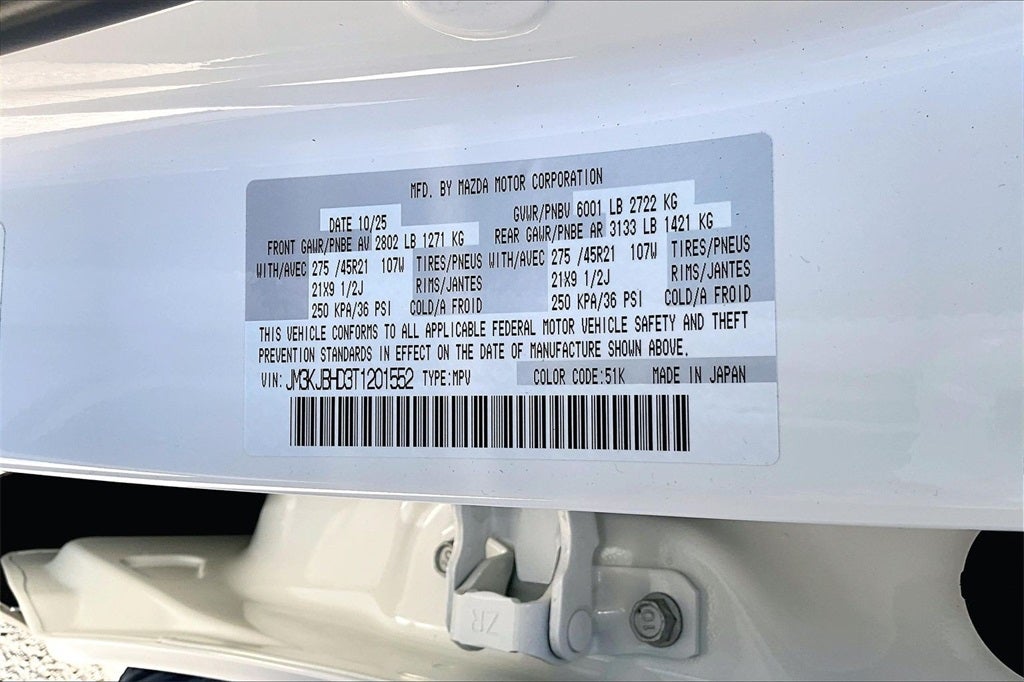 MFD. BY MAZDA MOTOR CORPORATION
DATE 10/25 GVWR/PNBV 6001 LB 2722 KG
FRONT GAWR/PNBE AV 2802 LB 1271 KG REAR GAWR/PNBE AR 3133 LB 1421 KG
WITH/AVEC 275 /45R21 107W TIRES/PNEUS WITH/AVEC 275 /45R21 107W TIRES/PNEUS
21X9 1/2J RIMS/JANTES 21X9 1/2J RIMS/JANTES
250 KPA/36 PSI COLD/A FROID 250 KPA/36 PSI COLD/A FROID
THIS VEHICLE CONFORMS TO ALL APPLICABLE FEDERAL MOTOR VEHICLE SAFETY AND THEFT
PREVENTION STANDARDS IN EFFECT ON THE DATE OF MANUFACTURE SHOWN ABOVE.
VIN: JM3KJBHD3T1201552 TYPE:MPV COLOR CODE:51K MADE IN JAPAN
ZR